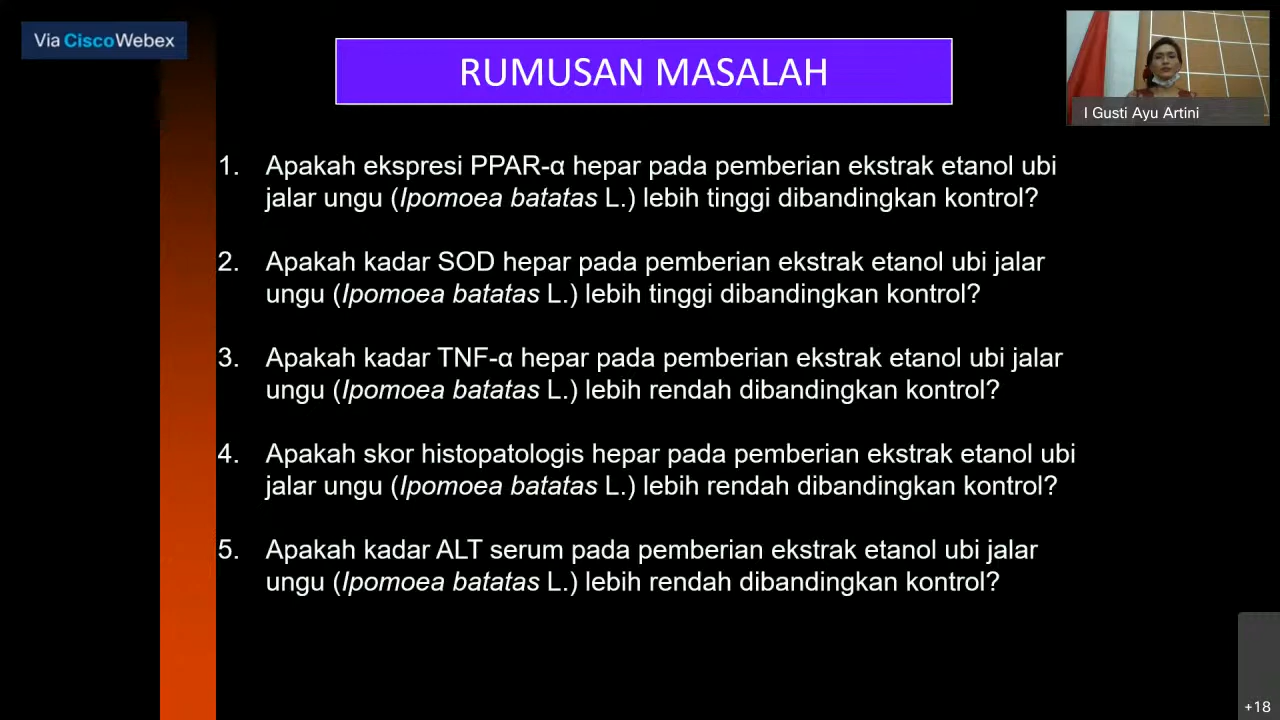 Via CiscoWebex
RUMUSAN MASALAH
I Gusti Ayu Artini
1. Apakah ekspresi PPAR-α hepar pada pemberian ekstrak etanol ubi
jalar ungu (Ipomoea batatas L.) lebih tinggi dibandingkan kontrol?
2. Apakah kadar SOD hepar pada pemberian ekstrak etanol ubi jalar
ungu (Ipomoea batatas L.) lebih tinggi dibandingkan kontrol?
3. Apakah kadar TNF-α hepar pada pemberian ekstrak etanol ubi jalar
ungu (Ipomoea batatas L.) lebih rendah dibandingkan kontrol?
4. Apakah skor histopatologis hepar pada pemberian ekstrak etanol ubi
jalar ungu (Ipomoea batatas L.) lebih rendah dibandingkan kontrol?
5. Apakah kadar ALT serum pada pemberian ekstrak etanol ubi jalar
ungu (Ipomoea batatas L.) lebih rendah dibandingkan kontrol?
+18